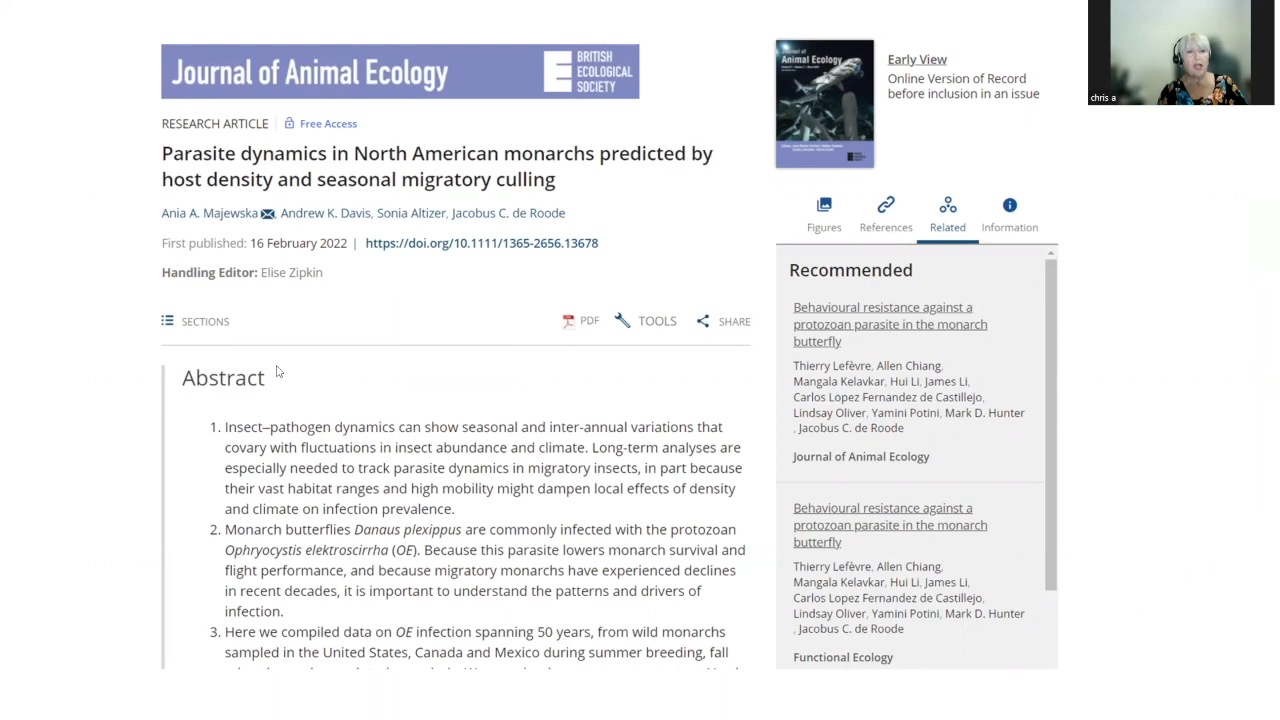 Journal of Animal Ecology
BRITISH
ECOLOGICAL
SOCIETY
RESEARCH ARTICLE
Free Access
Parasite dynamics in North American monarchs predicted by
host density and seasonal migratory culling
Ania A. Majewska, Andrew K. Davis, Sonia Altizer, Jacobus C. de Roode
First published: 16 February 2022 | https://doi.org/10.1111/1365-2656.13678
Handling Editor: Elise Zipkin
SECTIONS
PDF
TOOLS
SHARE
Abstract
1. Insect–pathogen dynamics can show seasonal and inter-annual variations that
covary with fluctuations in insect abundance and climate. Long-term analyses are
especially needed to track parasite dynamics in migratory insects, in part because
their vast habitat ranges and high mobility might dampen local effects of density
and climate on infection prevalence.
2. Monarch butterflies Danaus plexippus are commonly infected with the protozoan
Ophryocystis elektroscirrha (OE). Because this parasite lowers monarch survival and
flight performance, and because migratory monarchs have experienced declines
in recent decades, it is important to understand the patterns and drivers of
infection.
3. Here we compiled data on OE infection spanning 50 years, from wild monarchs
sampled in the United States, Canada and Mexico during summer breeding, fall
Journal of
Animal Ecology
Early View
Online Version of Record
before inclusion in an issue
Figures
References
Related
Information
Recommended
Behavioural resistance against a
protozoan parasite in the monarch
butterfly
Thierry Lefèvre, Allen Chiang,
Mangala Kelavkar, Hui Li, James Li,
Carlos Lopez Fernandez de Castillejo,
Lindsay Oliver, Yamini Potini, Mark D. Hunter
, Jacobus C. de Roode
Journal of Animal Ecology
Behavioural resistance against a
protozoan parasite in the monarch
butterfly
Thierry Lefèvre, Allen Chiang,
Mangala Kelavkar, Hui Li, James Li,
Carlos Lopez Fernandez de Castillejo,
Lindsay Oliver, Yamini Potini, Mark D. Hunter
, Jacobus C. de Roode
Functional Ecology
chris a